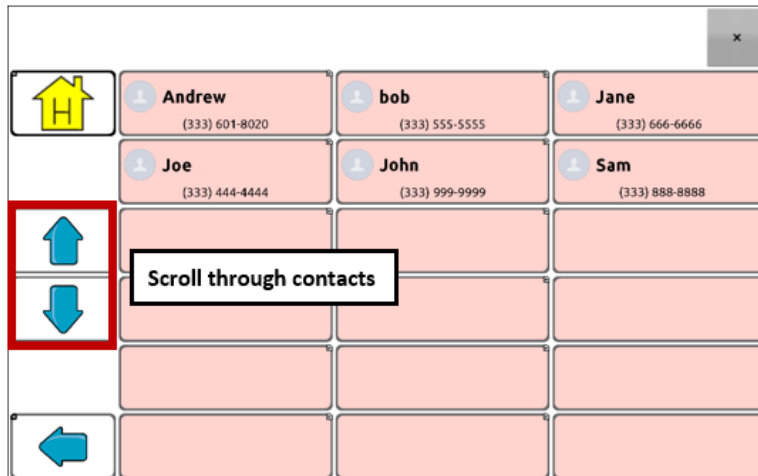 ×
H
Andrew
(333) 601-8020
bob
(333) 555-5555
Jane
(333) 666-6666
Joe
(333) 444-4444
John
(333) 999-9999
Sam
(333) 888-8888
Scroll through contacts